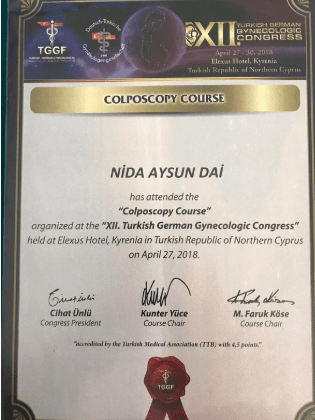 TGGF
Deutsch-Türkische
Gynäkologengesellschaft
XII TURKISH GERMAN
GYNECOLOGIC
CONGRESS
April 27 - 30, 2018
Elexus Hotel, Kyrenia
Turkish Republic of Northern Cyprus
COLPOSCOPY COURSE
NİDA AYSUN DAİ
has attended the
“Colposcopy Course”
organized at the “XII. Turkish German Gynecologic Congress”
held at Elexus Hotel, Kyrenia in Turkish Republic of Northern Cyprus
on April 27, 2018.
Cihat Ünlü
Congress President
Kunter Yüce
Course Chair
M. Faruk Köse
Course Chair
"accredited by the Turkish Medical Association (TTB) with 4,5 points."
TGGF